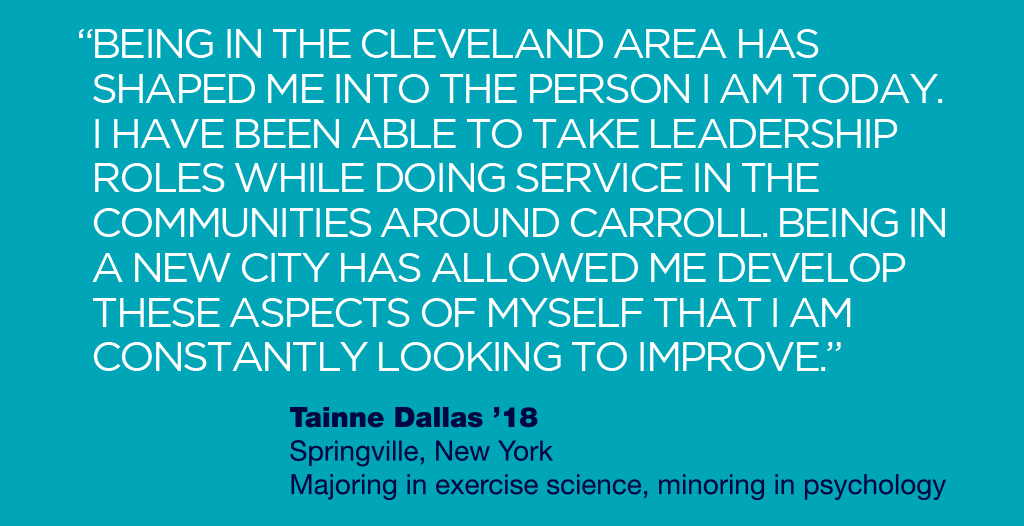 “BEING IN THE CLEVELAND AREA HAS
SHAPED ME INTO THE PERSON I AM TODAY.
I HAVE BEEN ABLE TO TAKE LEADERSHIP
ROLES WHILE DOING SERVICE IN THE
COMMUNITIES AROUND CARROLL. BEING IN
A NEW CITY HAS ALLOWED ME DEVELOP
THESE ASPECTS OF MYSELF THAT I AM
CONSTANTLY LOOKING TO IMPROVE.”
Tainne Dallas ’18
Springville, New York
Majoring in exercise science, minoring in psychology